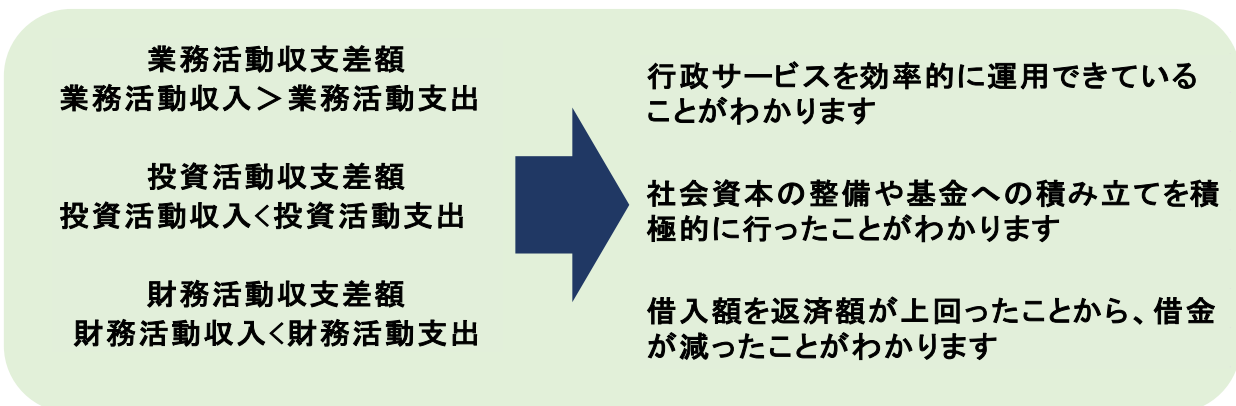 業務活動収支差額
業務活動収入＞業務活動支出
投資活動収支差額
投資活動収入<投資活動支出
財務活動収支差額
財務活動収入<財務活動支出
行政サービスを効率的に運用できている
ことがわかります
社会資本の整備や基金への積み立てを積
極的に行ったことがわかります
借入額を返済額が上回ったことから、借金
が減ったことがわかります